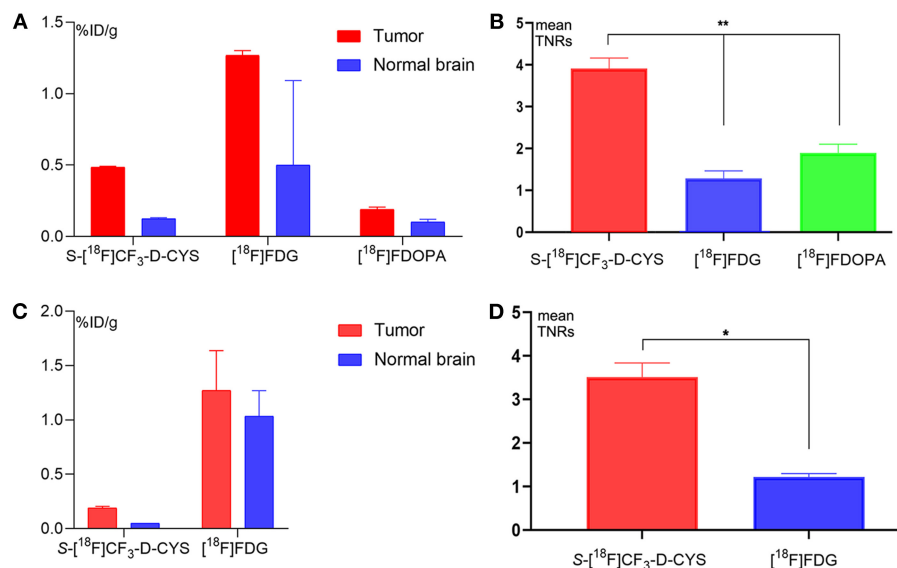 A
%ID/g
1.5
1.0
0.5
0.0
Tumor
Normal brain
S-[¹⁸F]CF₃-D-CYS
[¹⁸F]FDG
[¹⁸F]FDOPA
B
mean
TNRs
**
5
4
3
2
1
0
S-[¹⁸F]CF₃-D-CYS
[¹⁸F]FDG
[¹⁸F]FDOPA
C
%ID/g
2.0
1.5
1.0
0.5
0.0
Tumor
Normal brain
S-[¹⁸F]CF₃-D-CYS
[¹⁸F]FDG
D
mean
TNRs
*
5
4
3
2
1
0
S-[¹⁸F]CF₃-D-CYS
[¹⁸F]FDG